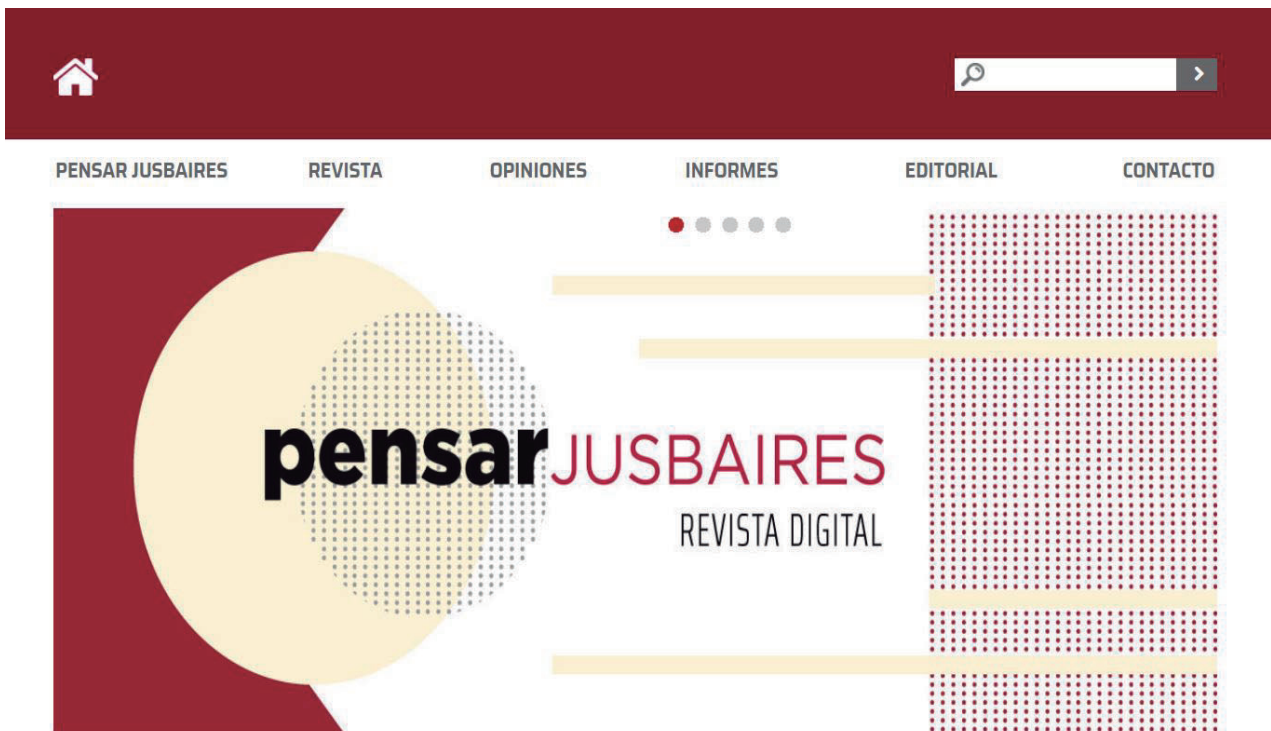 PENSAR JUSBAIRES REVISTA OPINIONES INFORMES EDITORIAL CONTACTO
pensarJUSBAIRES
REVISTA DIGITAL